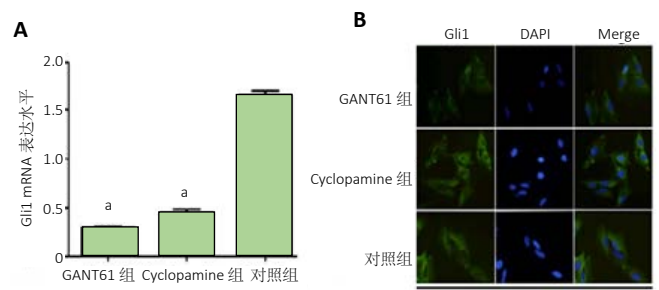 A
Gli1 mRNA 表达水平
2.0
1.5
1.0
0.5
0
a
a
GANT61 组 Cyclopamine 组 对照组
B
Gli1 DAPI Merge
GANT61 组
Cyclopamine 组
对照组